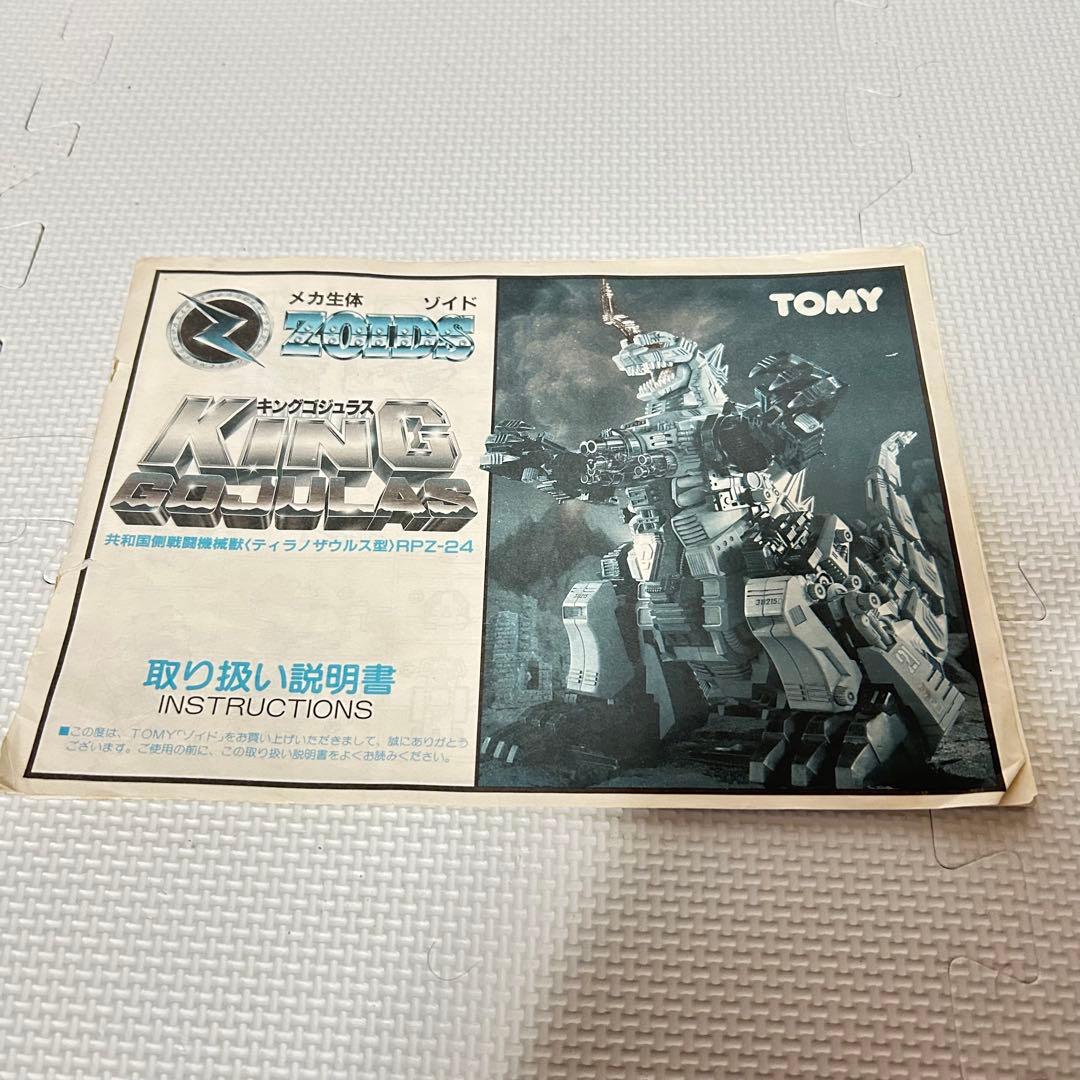 メカ生体 ゾイド
ZOIDS
キングゴジュラス
KING
GOJULAS
共和国側戦闘機械獣〈ティラノザウルス型〉RPZ-24
取り扱い説明書
INSTRUCTIONS
■この度は、TOMY「ゾイド」をお買い上げいただきまして、誠にありがとう
ございます。ご使用の前に、この取り扱い説明書をよくお読みください。
TOMY
21